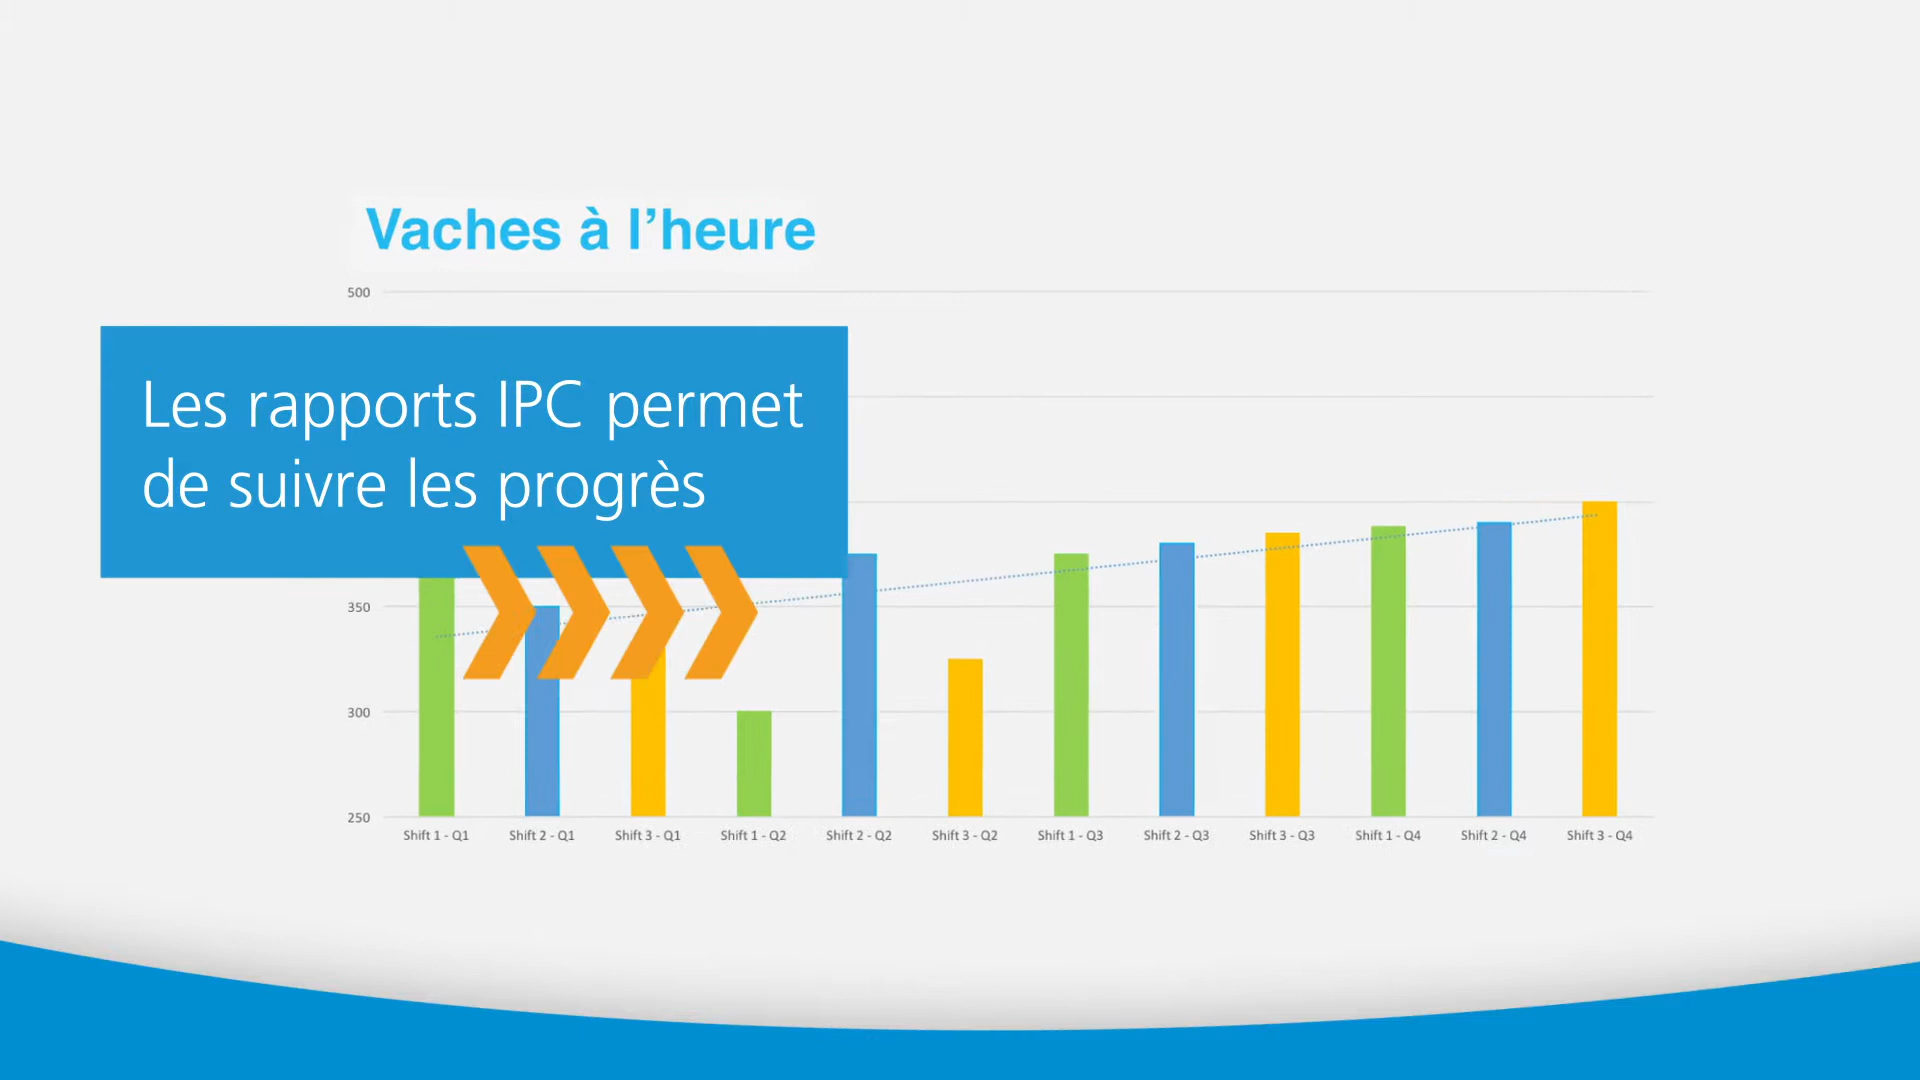 Vaches à l’heure
500
Les rapports IPC permet
de suivre les progrès
350
300
250
Shift 1 - Q1
Shift 2 - Q1
Shift 3 - Q1
Shift 1 - Q2
Shift 2 - Q2
Shift 3 - Q2
Shift 1 - Q3
Shift 2 - Q3
Shift 3 - Q3
Shift 1 - Q4
Shift 2 - Q4
Shift 3 - Q4